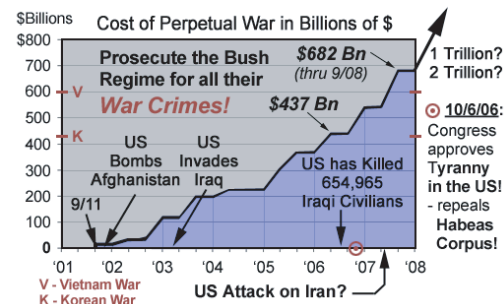 $Billions
Cost of Perpetual War in Billions of $
$800
700
600
500
400
300
200
100
0
Prosecute the Bush
Regime for all their
War Crimes!
$682 Bn
(thru 9/08)
$437 Bn
1 Trillion?
2 Trillion?
V
K
US
Bombs
Afghanistan
US
Invades
Iraq
9/11
US has Killed
654,965
Iraqi Civilians
10/6/06:
Congress
approves
Tyranny
in the US!
- repeals
Habeas
Corpus!
'01
'02
'03
'04
'05
'06
'07
'08
V - Vietnam War
K - Korean War
US Attack on Iran?